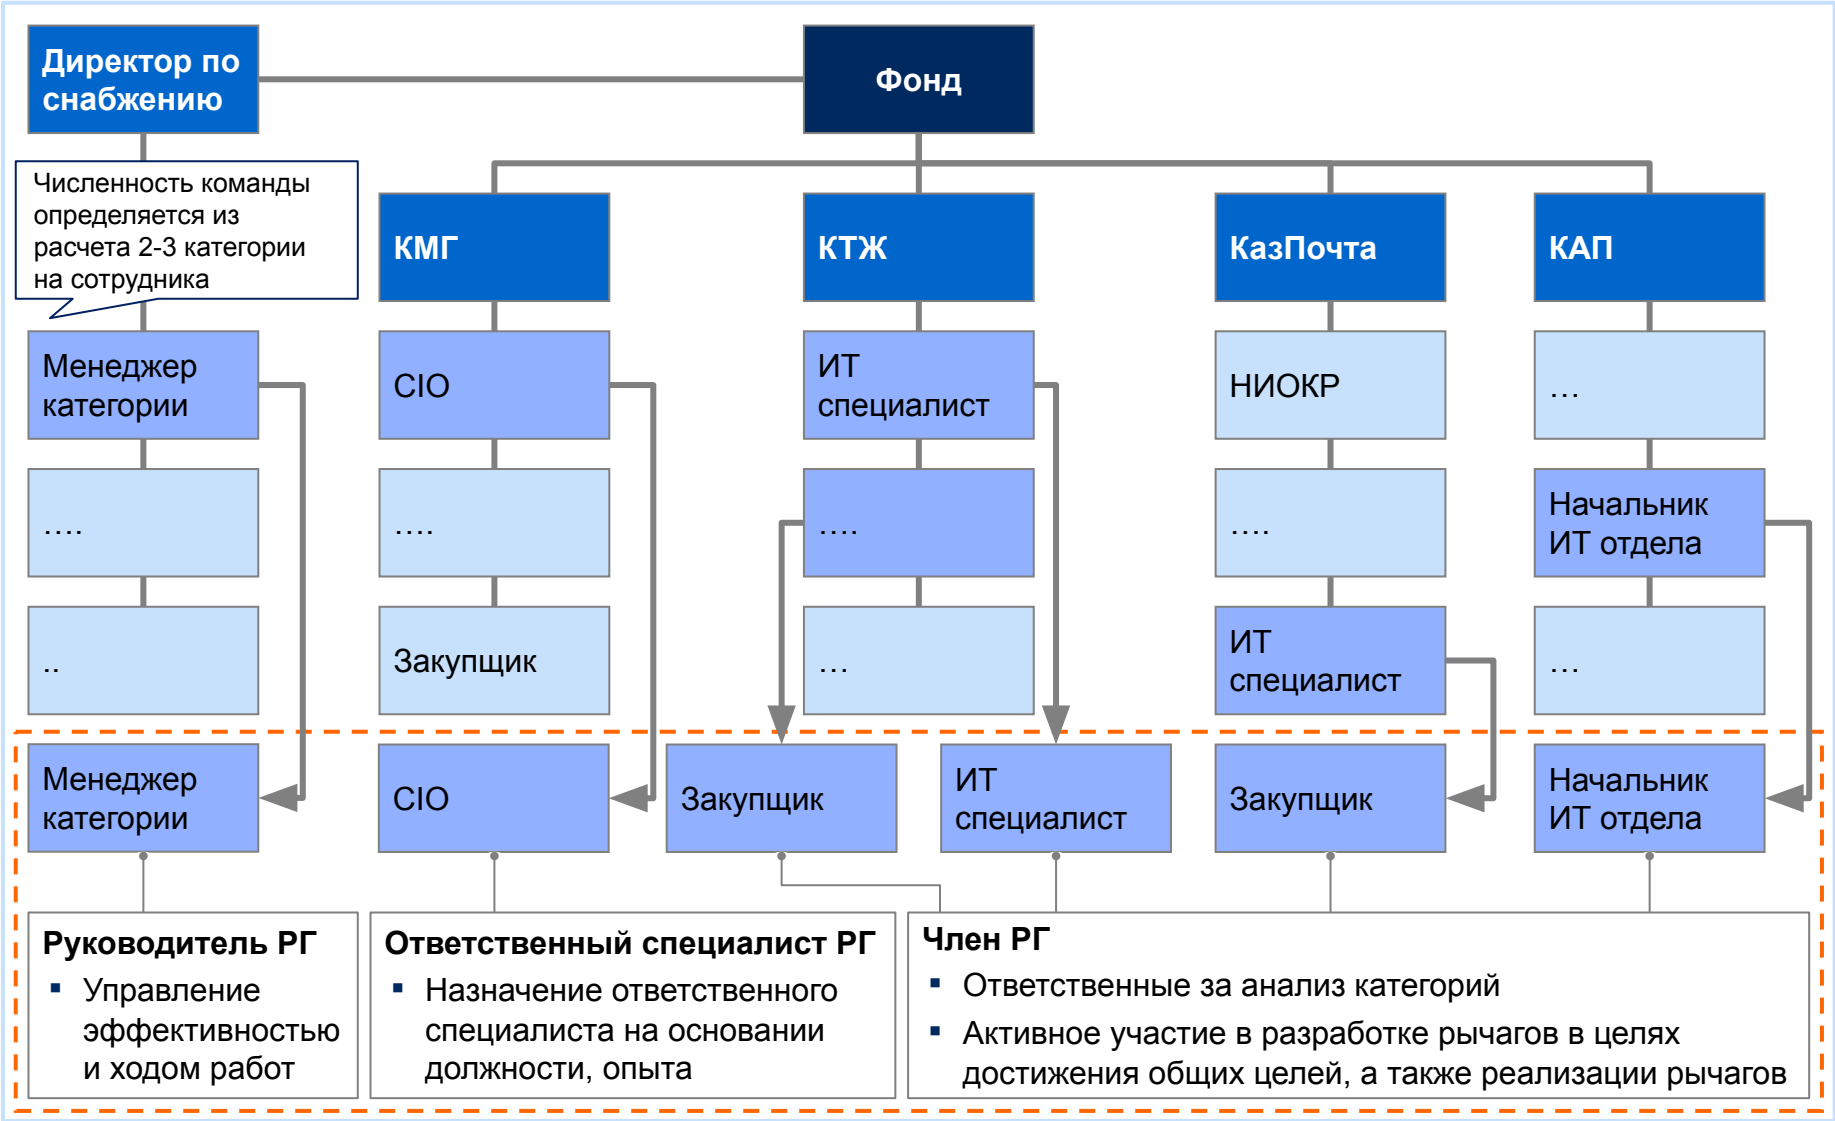 Директор по
снабжению
Фонд
Численность команды
определяется из
расчета 2-3 категории
на сотрудника
КМГ
КТЖ
КазПочта
КАП
Менеджер
категории
CIO
ИТ
специалист
НИОКР
…
….
….
….
….
Начальник
ИТ отдела
..
Закупщик
…
ИТ
специалист
…
Менеджер
категории
CIO
Закупщик
ИТ
специалист
Закупщик
Начальник
ИТ отдела
Руководитель РГ
▪ Управление
эффективностью
и ходом работ
Ответственный специалист РГ
▪ Назначение ответственного
специалиста на основании
должности, опыта
Член РГ
▪ Ответственные за анализ категорий
▪ Активное участие в разработке рычагов в целях
достижения общих целей, а также реализации рычагов